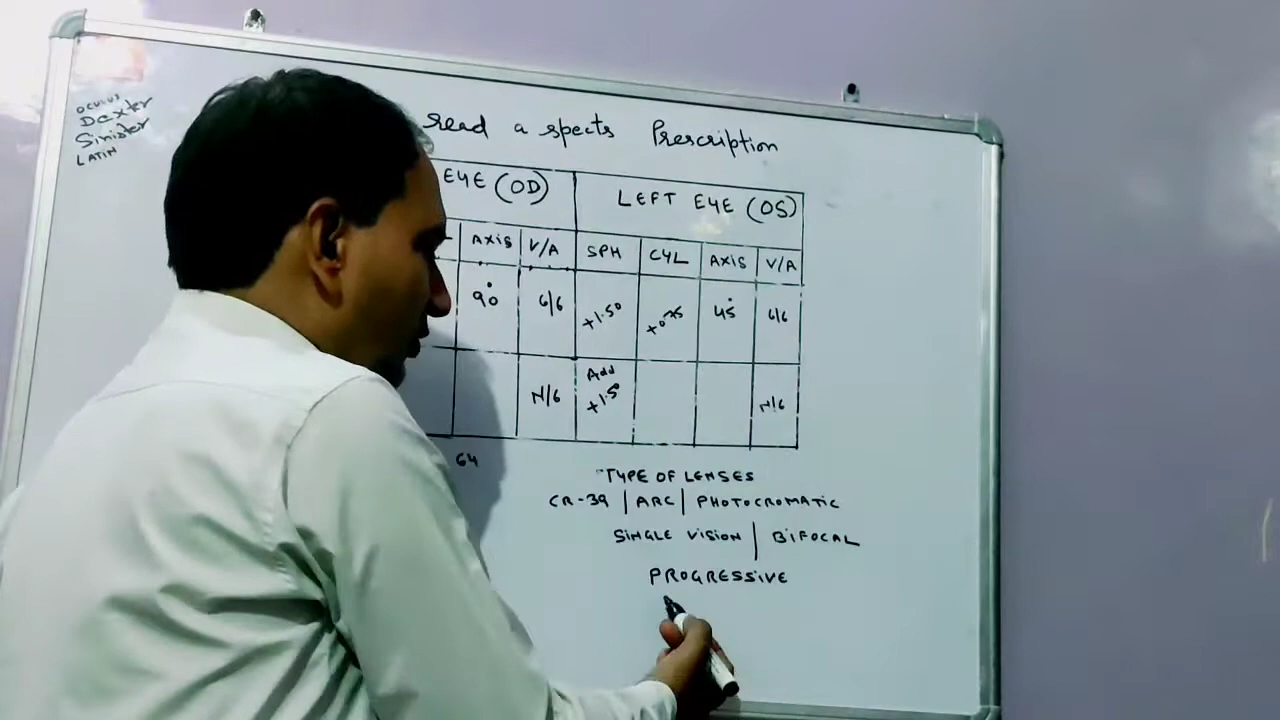 OCULUS
Dexter
Sinister
LATIN
read a spects Prescription
EYE (OD) LEFT EYE (OS)
AXIS V/A SPH CYL AXIS V/A
90° 6/6 +1.50 +0.75 45° 6/6
N/6 Add +1.50 N/6
64
TYPE OF LENSES
CR-39 | ARC | PHOTOCROMATIC
SINGLE VISION | BIFOCAL
PROGRESSIVE